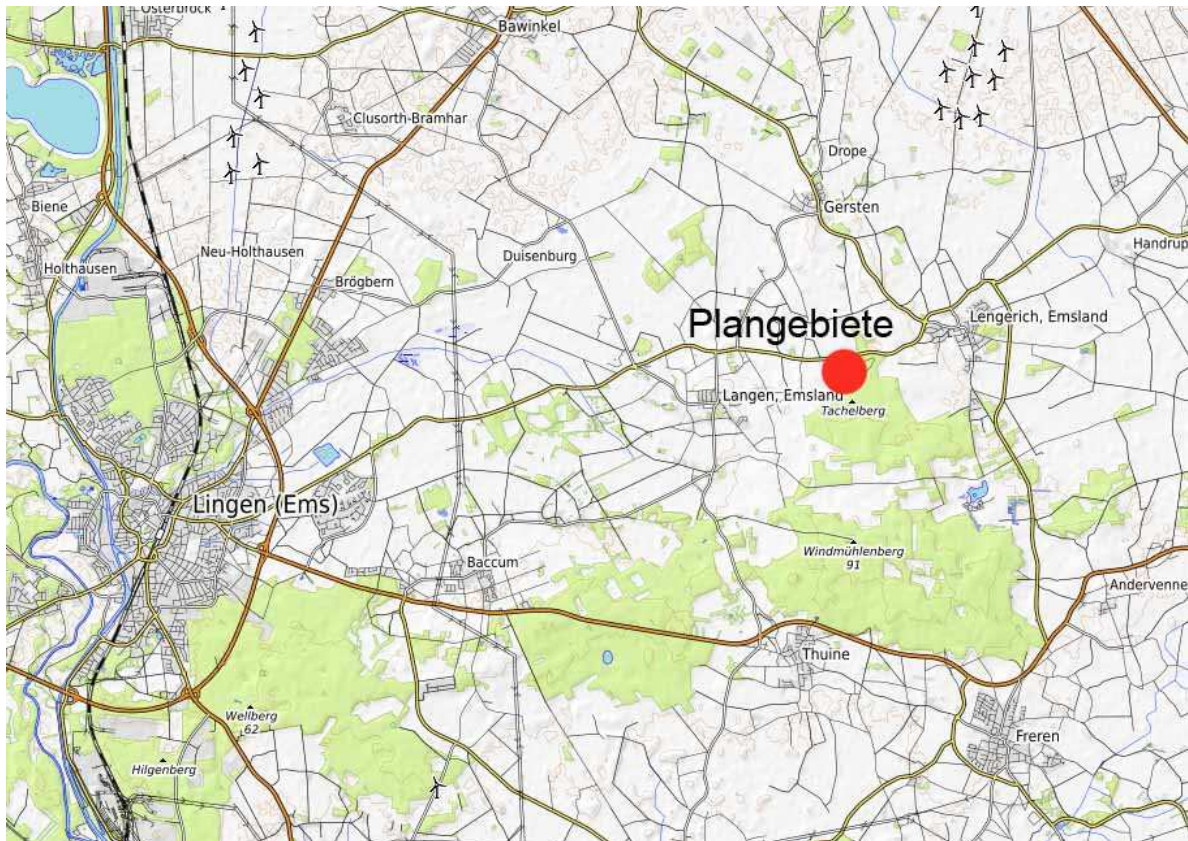 Osterbrock
Bawinkel
Clusorth-Bramhar
Drope
Biene
Gersten
Neu-Holthausen
Duisenburg
Handrup
Holthausen
Brögbern
Plangebiete
Lengerich, Emsland
Langen, Emsland
Tachelberg
Lingen (Ems)
Windmühlenberg
91
Baccum
Andervenne
Thuine
Wellberg
62
Freren
Hilgenberg